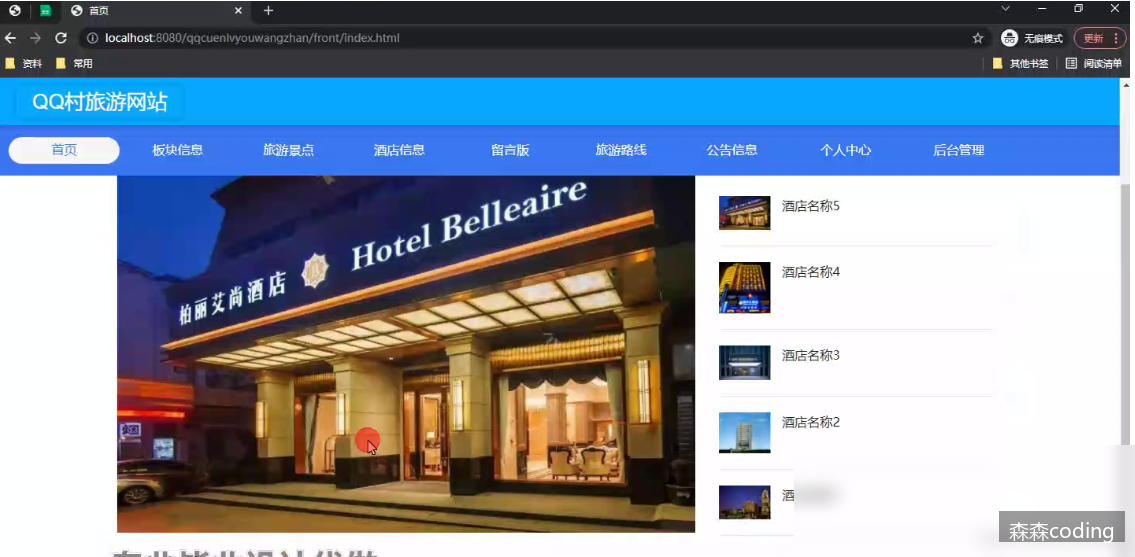 首页
localhost:8080/qqcuenlvyouwangzhan/front/index.html
无痕模式
更新
资料
常用
其他书签
阅读清单
QQ村旅游网站
首页
板块信息
旅游景点
酒店信息
留言版
旅游路线
公告信息
个人中心
后台管理
Hotel Belleaire
柏丽艾尚酒店
酒店名称5
酒店名称4
酒店名称3
酒店名称2
酒
森森coding